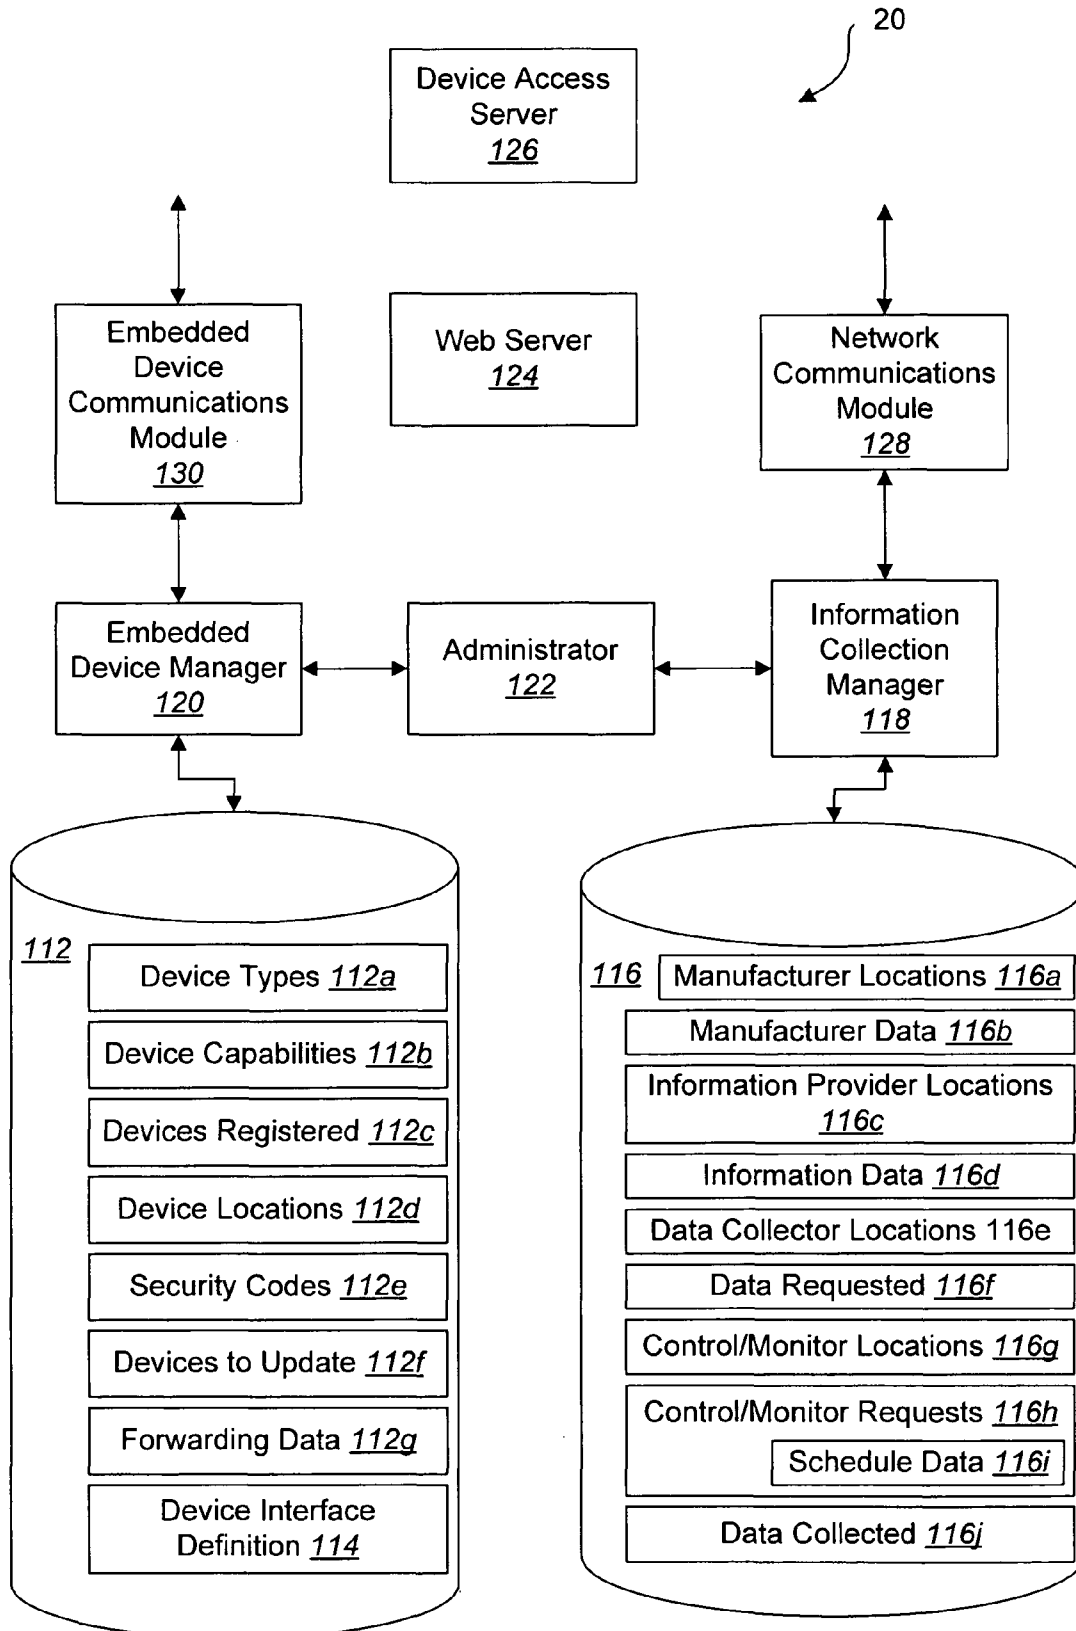 20
Device Access
Server
126
Embedded
Device
Communications
Module
130
Web Server
124
Network
Communications
Module
128
Embedded
Device Manager
120
Administrator
122
Information
Collection
Manager
118
112
Device Types 112a
Device Capabilities 112b
Devices Registered 112c
Device Locations 112d
Security Codes 112e
Devices to Update 112f
Forwarding Data 112g
Device Interface
Definition 114
116
Manufacturer Locations 116a
Manufacturer Data 116b
Information Provider Locations
116c
Information Data 116d
Data Collector Locations 116e
Data Requested 116f
Control/Monitor Locations 116g
Control/Monitor Requests 116h
Schedule Data 116i
Data Collected 116j